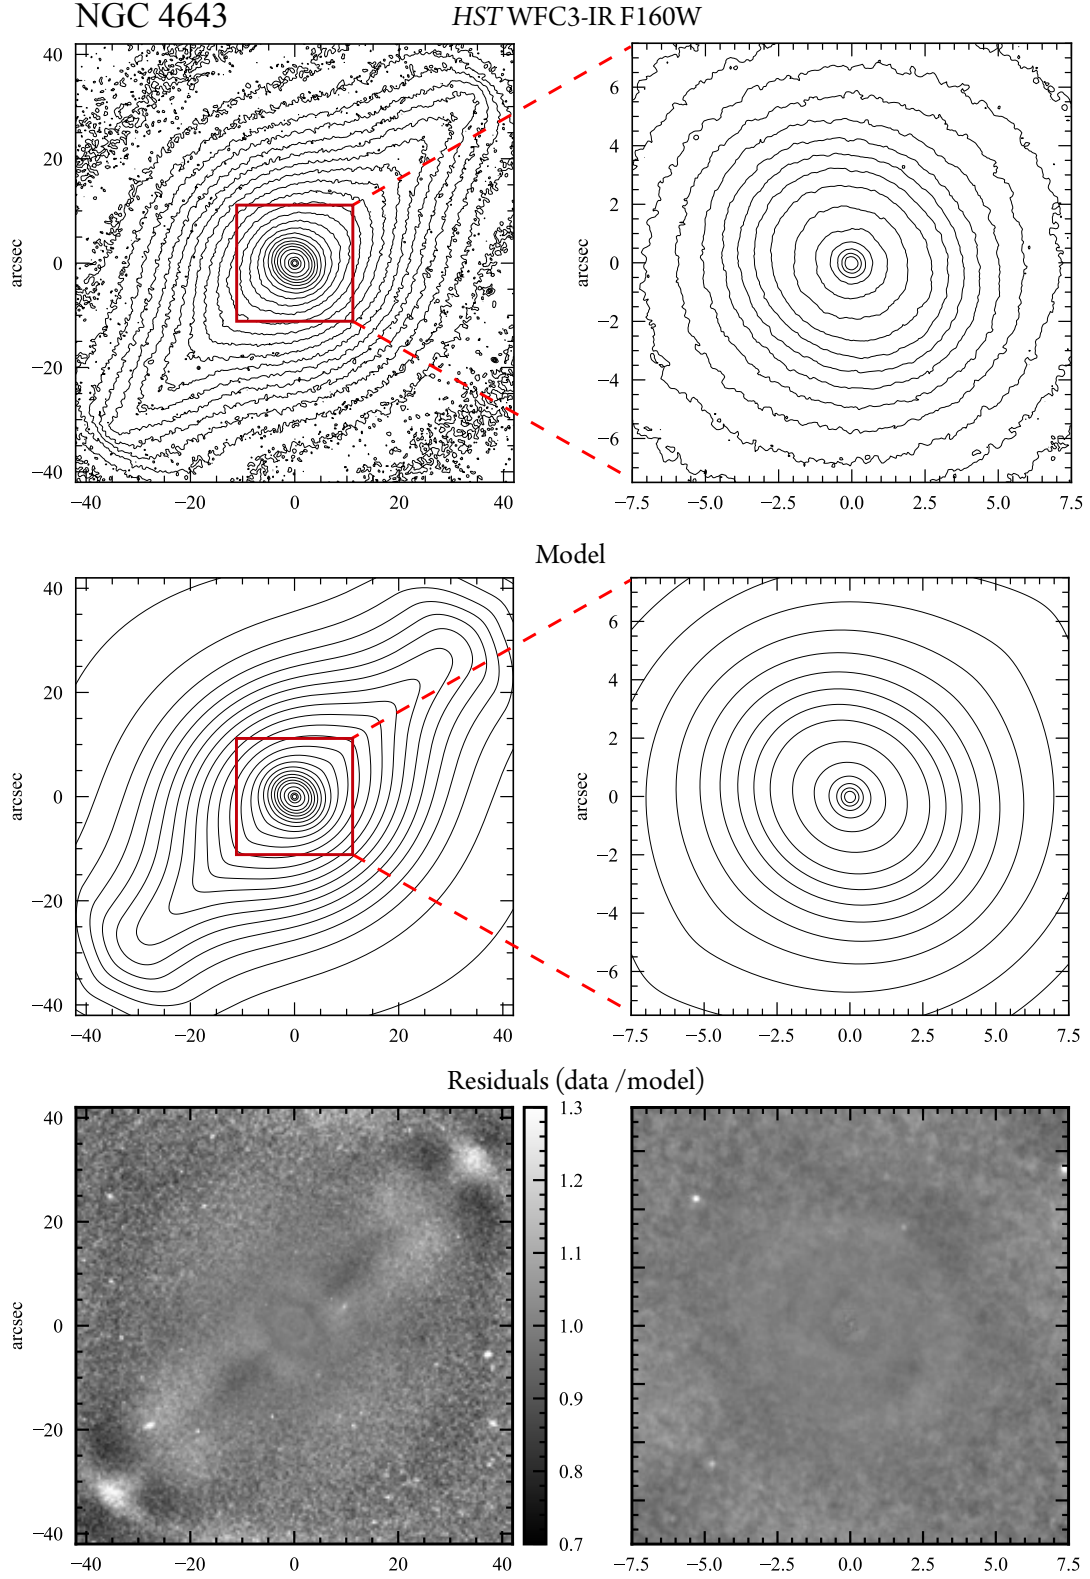 NGC 4643
HST WFC3-IR F160W
40
20
0
−20
−40
arcsec
−40 −20 0 20 40
6
4
2
0
−2
−4
−6
arcsec
−7.5 −5.0 −2.5 0.0 2.5 5.0 7.5
Model
40
20
0
−20
−40
arcsec
−40 −20 0 20 40
6
4
2
0
−2
−4
−6
arcsec
−7.5 −5.0 −2.5 0.0 2.5 5.0 7.5
Residuals (data /model)
40
20
0
−20
−40
arcsec
−40 −20 0 20 40
1.3
1.2
1.1
1.0
0.9
0.8
0.7
−7.5 −5.0 −2.5 0.0 2.5 5.0 7.5